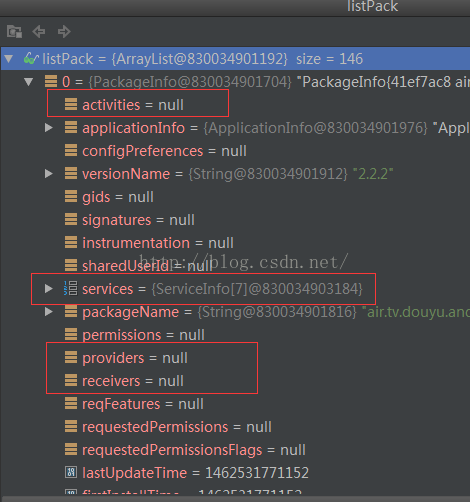 listPack
listPack = {ArrayList@830034901192} size = 146
0 = {PackageInfo@830034901704} "PackageInfo{41ef7ac8 air
activities = null
applicationInfo = {ApplicationInfo@830034901976} "Appl
configPreferences = null
versionName = {String@830034901912} "2.2.2"
gids = null
signatures = null
instrumentation = null
sharedUserId = null
http://blog.csdn.net/
services = {ServiceInfo[7]@830034903184}
packageName = {String@830034901816} "air.tv.douyu.and
permissions = null
providers = null
receivers = null
reqFeatures = null
requestedPermissions = null
requestedPermissionsFlags = null
lastUpdateTime = 1462531771152
firstInstallTime = 1462531771152